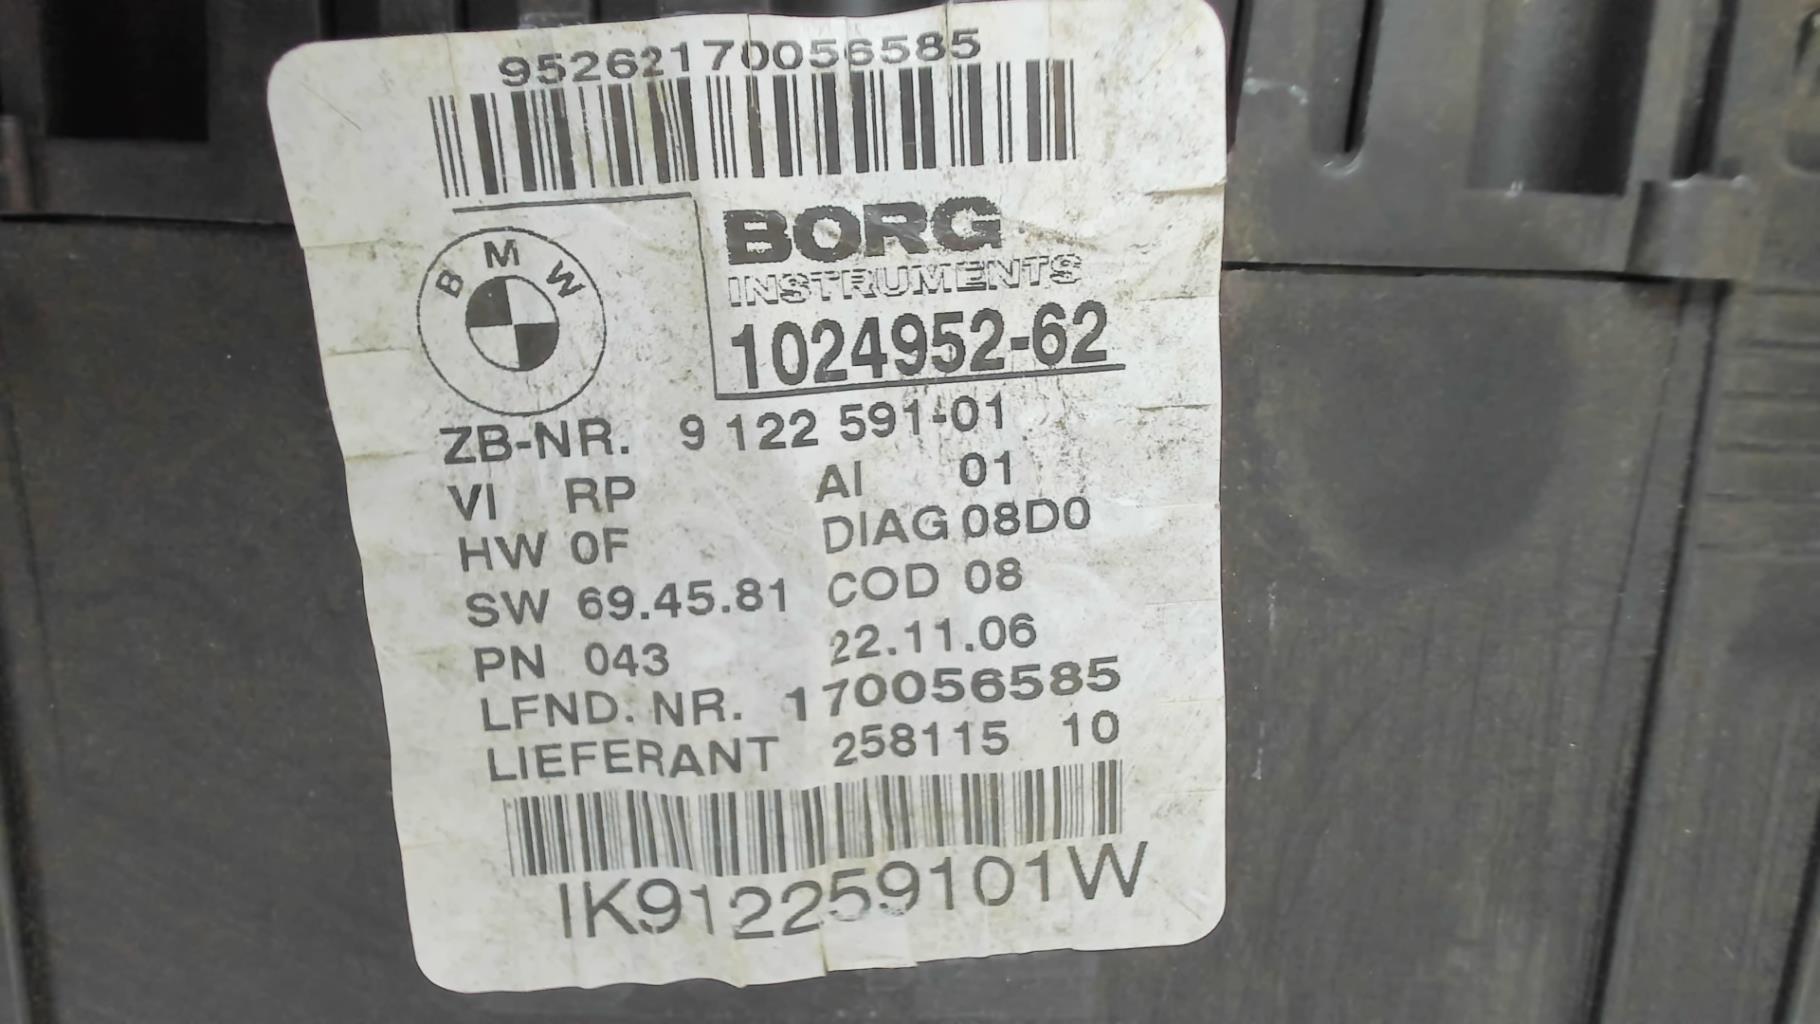 95262170056585
BMW
BORG
INSTRUMENTS
1024952-62
ZB-NR. 9 122 591-01
VI RP AI 01
HW 0F DIAG 08D0
SW 69.45.81 COD 08
PN 043 22.11.06
LFND. NR. 170056585
LIEFERANT 258115 10
IK912259101W